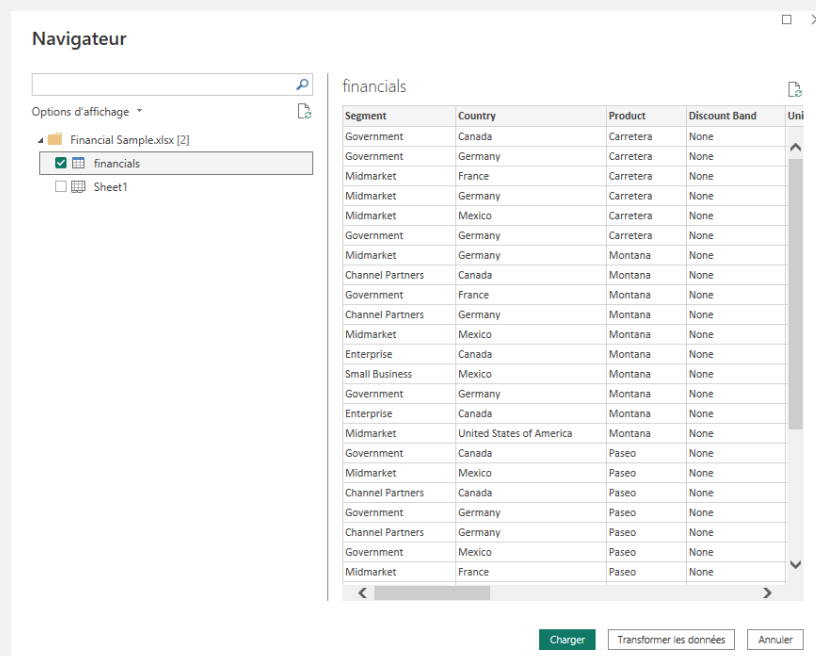 Navigateur
Options d'affichage
Financial Sample.xlsx [2]
financials
Sheet1
financials
Segment Country Product Discount Band Uni
Government Canada Carretera None
Government Germany Carretera None
Midmarket France Carretera None
Midmarket Germany Carretera None
Midmarket Mexico Carretera None
Government Germany Carretera None
Midmarket Germany Montana None
Channel Partners Canada Montana None
Government France Montana None
Channel Partners Germany Montana None
Midmarket Mexico Montana None
Enterprise Canada Montana None
Small Business Mexico Montana None
Government Germany Montana None
Enterprise Canada Montana None
Midmarket United States of America Montana None
Government Canada Paseo None
Midmarket Mexico Paseo None
Channel Partners Canada Paseo None
Government Germany Paseo None
Channel Partners Germany Paseo None
Government Mexico Paseo None
Midmarket France Paseo None
Charger Transformer les données Annuler